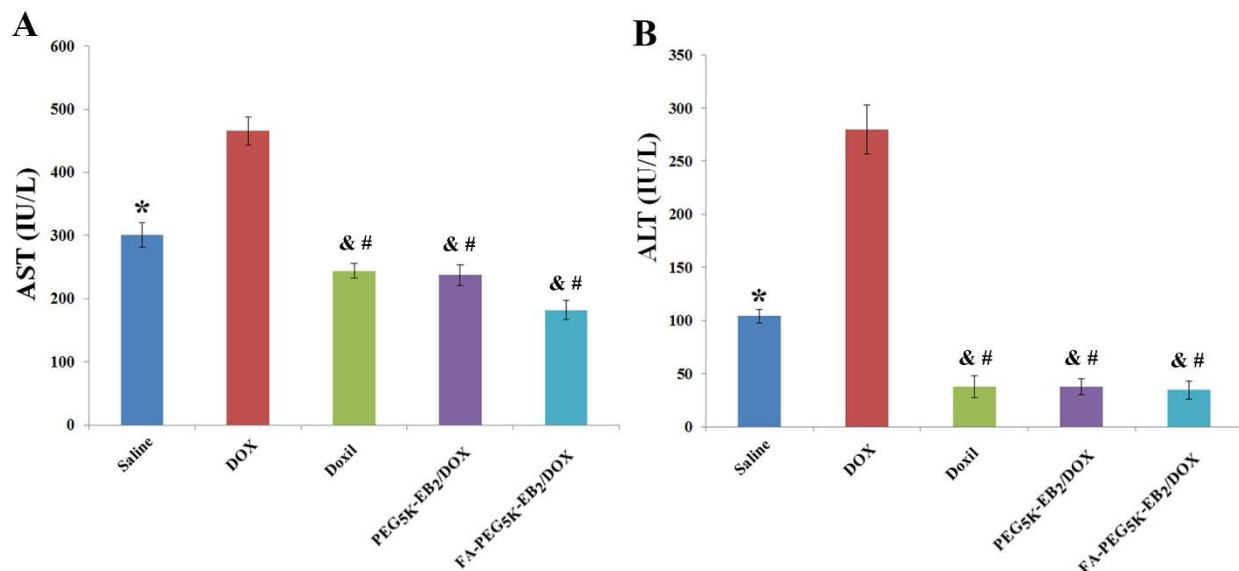 A
600
500
400
300
200
100
0
AST (IU/L)
*
& #
& #
& #
Saline
DOX
Doxil
PEG5K-EB2/DOX
FA-PEG5K-EB2/DOX
B
350
300
250
200
150
100
50
0
ALT (IU/L)
*
& #
& #
& #
Saline
DOX
Doxil
PEG5K-EB2/DOX
FA-PEG5K-EB2/DOX